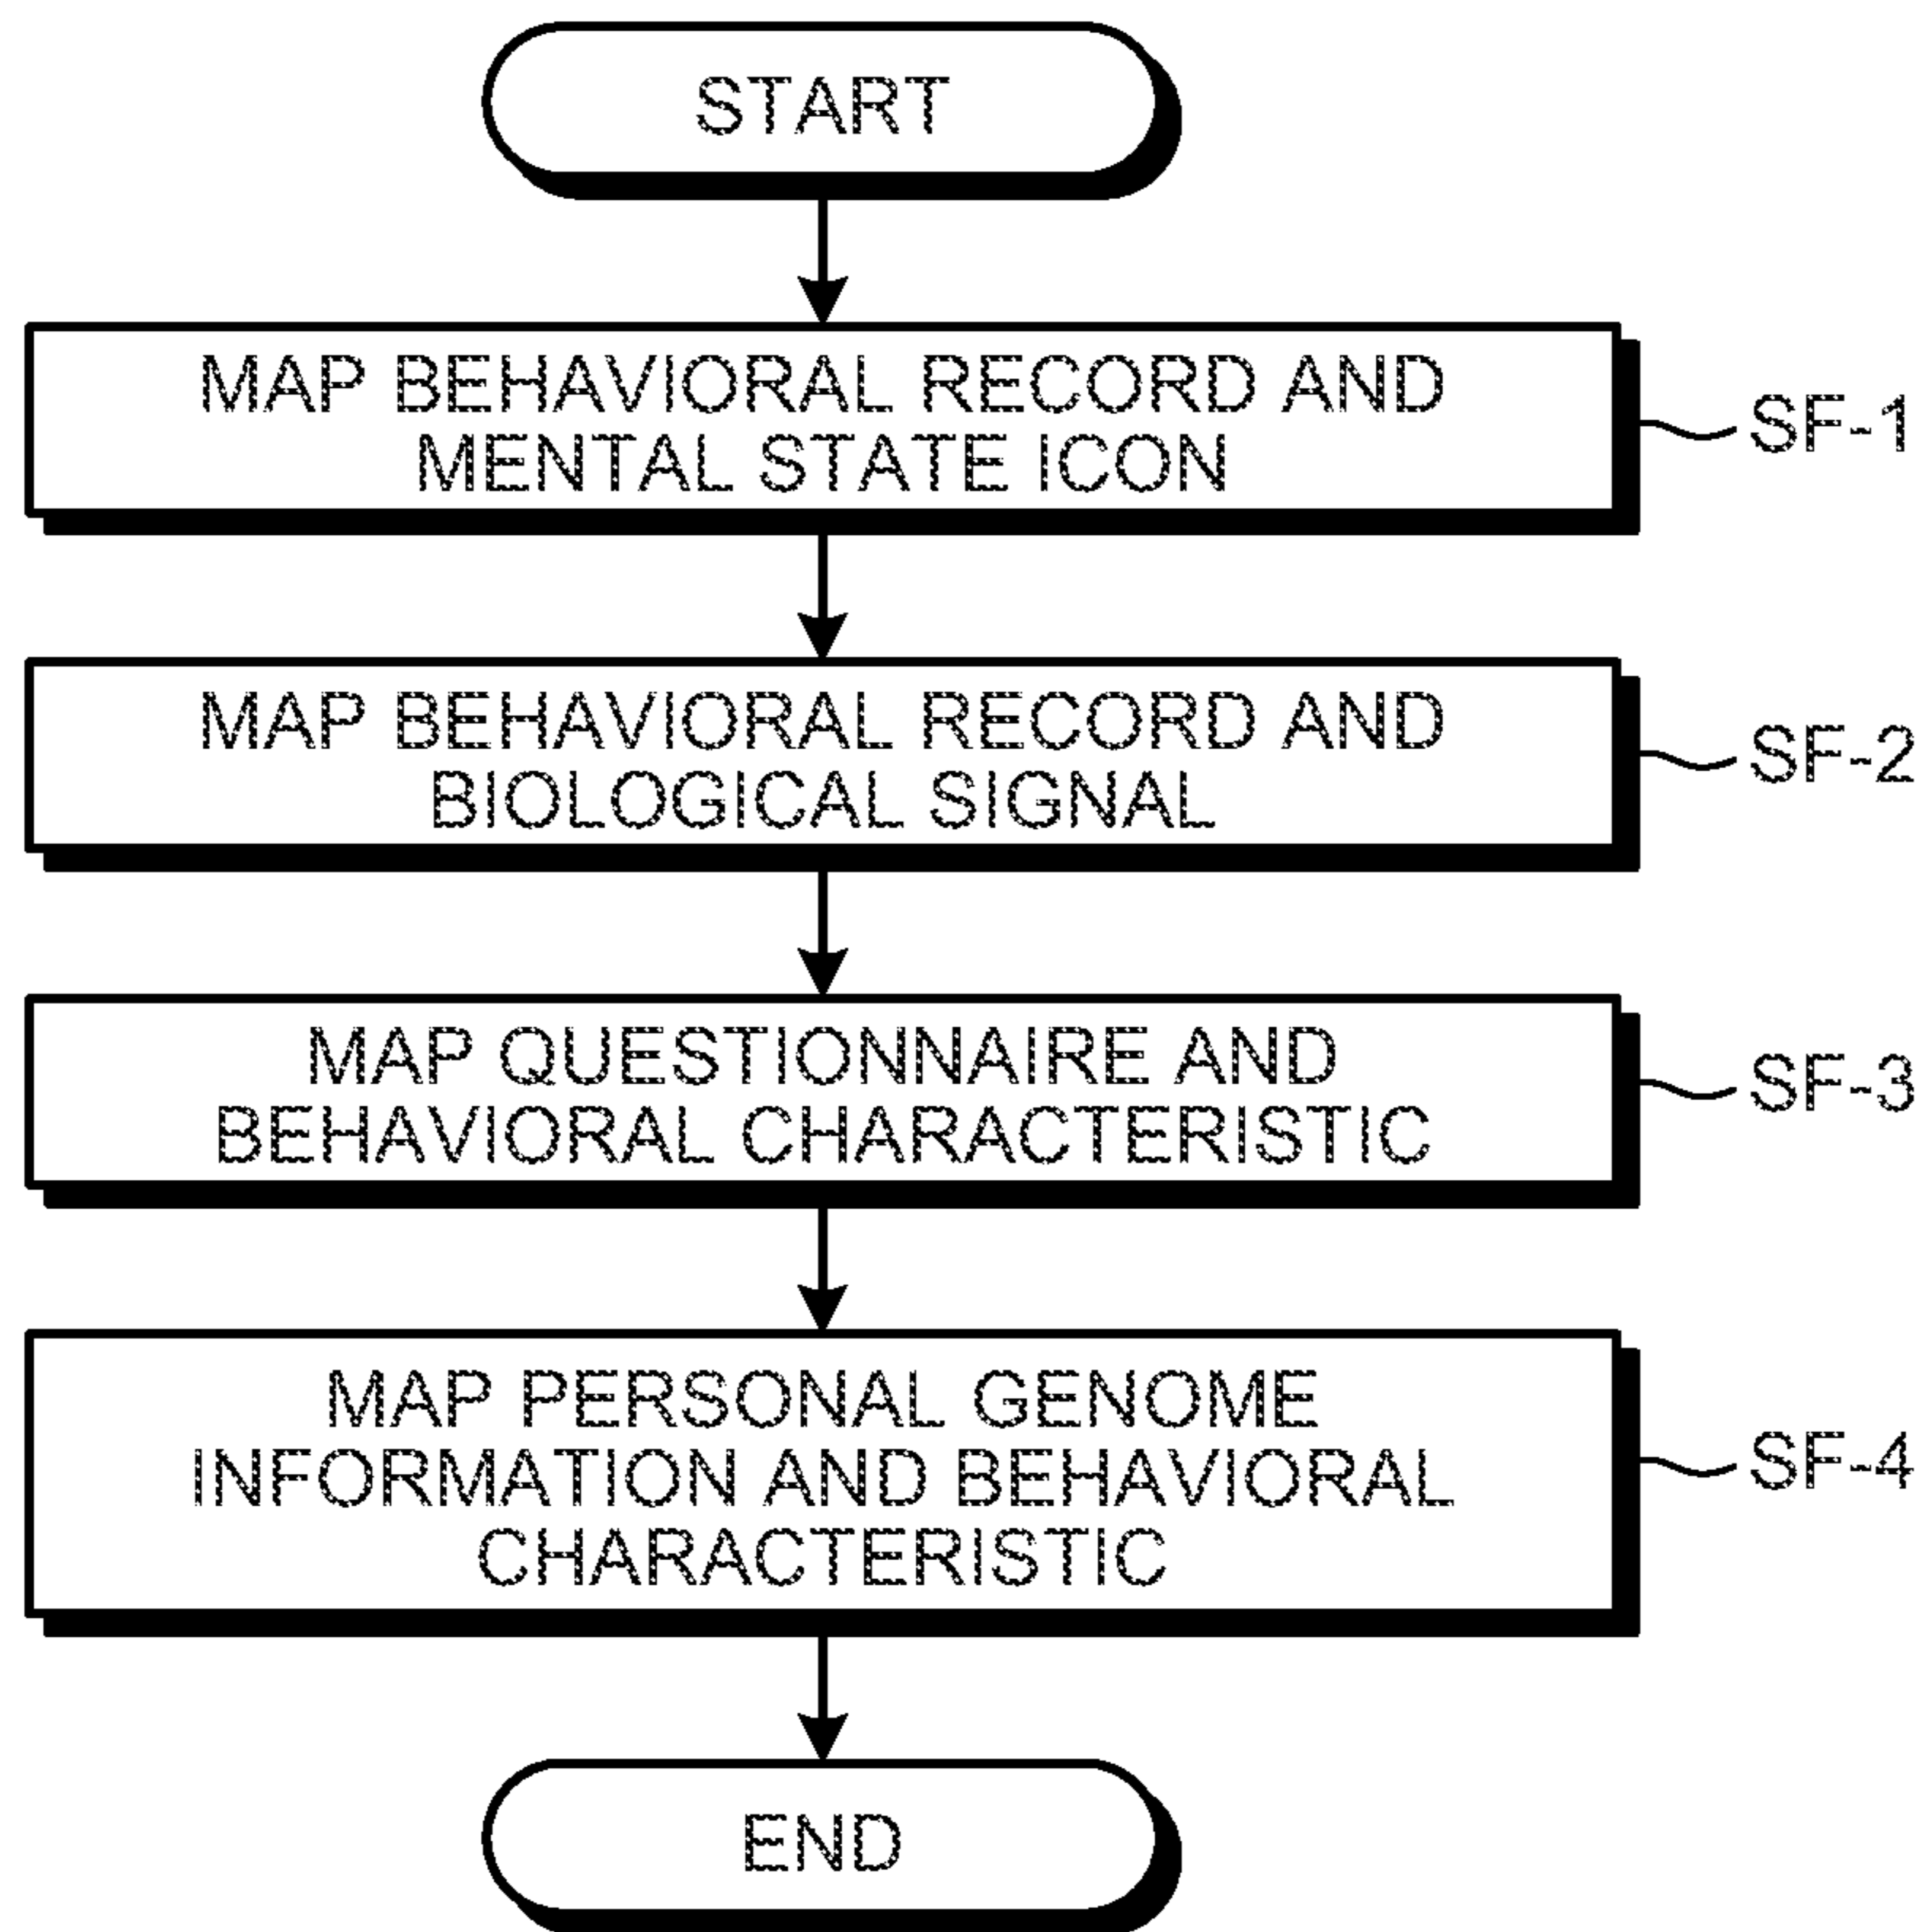 START
MAP BEHAVIORAL RECORD AND
MENTAL STATE ICON
SF-1
MAP BEHAVIORAL RECORD AND
BIOLOGICAL SIGNAL
SF-2
MAP QUESTIONNAIRE AND
BEHAVIORAL CHARACTERISTIC
SF-3
MAP PERSONAL GENOME
INFORMATION AND BEHAVIORAL
CHARACTERISTIC
SF-4
END